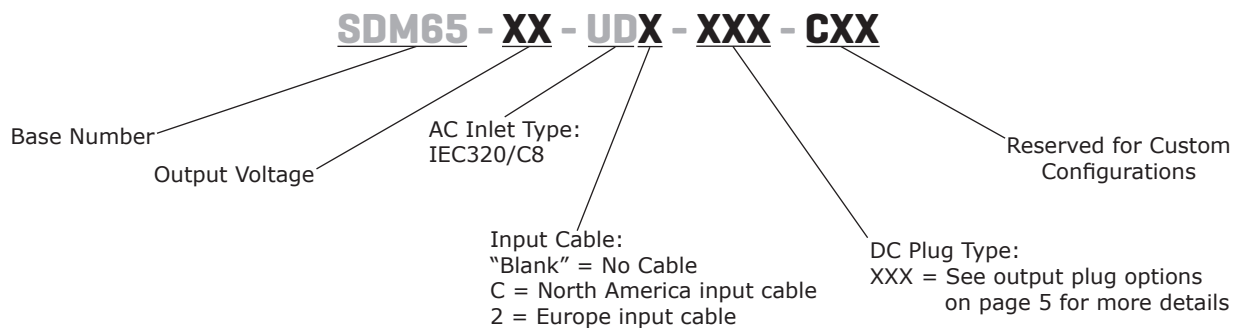 SDM65 - XX - UDX - XXX - CXX
Base Number
Output Voltage
AC Inlet Type:
IEC320/C8
Input Cable:
“Blank” = No Cable
C = North America input cable
2 = Europe input cable
DC Plug Type:
XXX = See output plug options
on page 5 for more details
Reserved for Custom
Configurations